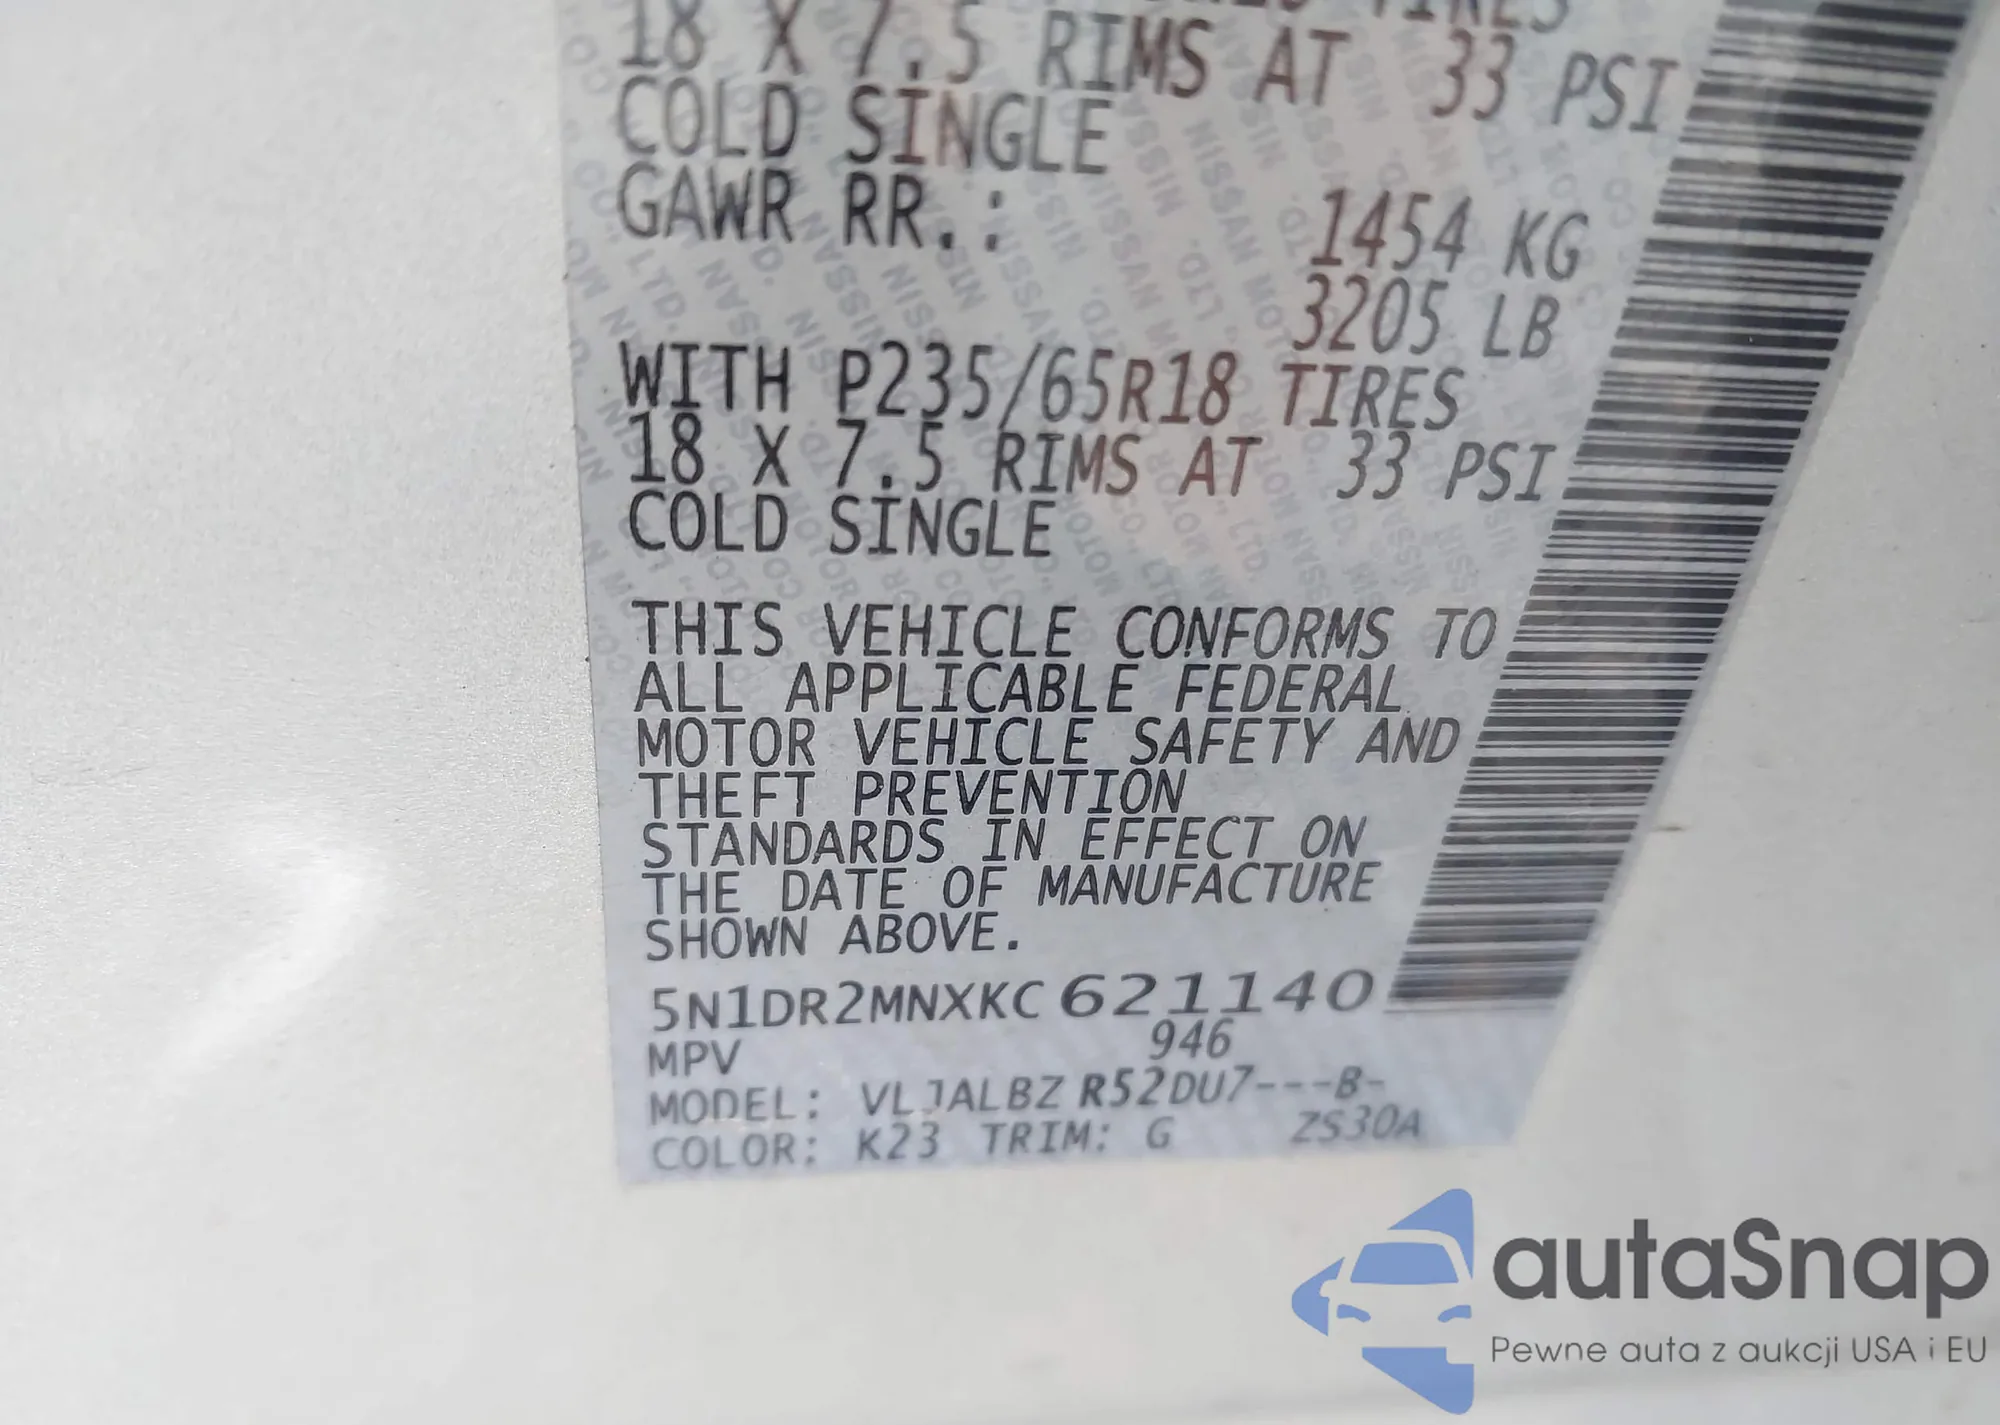 TIRES
18 X 7.5 RIMS AT 33 PSI
COLD SINGLE
GAWR RR.: 1454 KG
3205 LB
WITH P235/65R18 TIRES
18 X 7.5 RIMS AT 33 PSI
COLD SINGLE
THIS VEHICLE CONFORMS TO
ALL APPLICABLE FEDERAL
MOTOR VEHICLE SAFETY AND
THEFT PREVENTION
STANDARDS IN EFFECT ON
THE DATE OF MANUFACTURE
SHOWN ABOVE.
5N1DR2MNXKC 621140
MPV 946
MODEL: VLJALBZ R52DU7---B-
COLOR: K23 TRIM: G ZS30A
autaSnap
Pewne auta z aukcji USA i EU